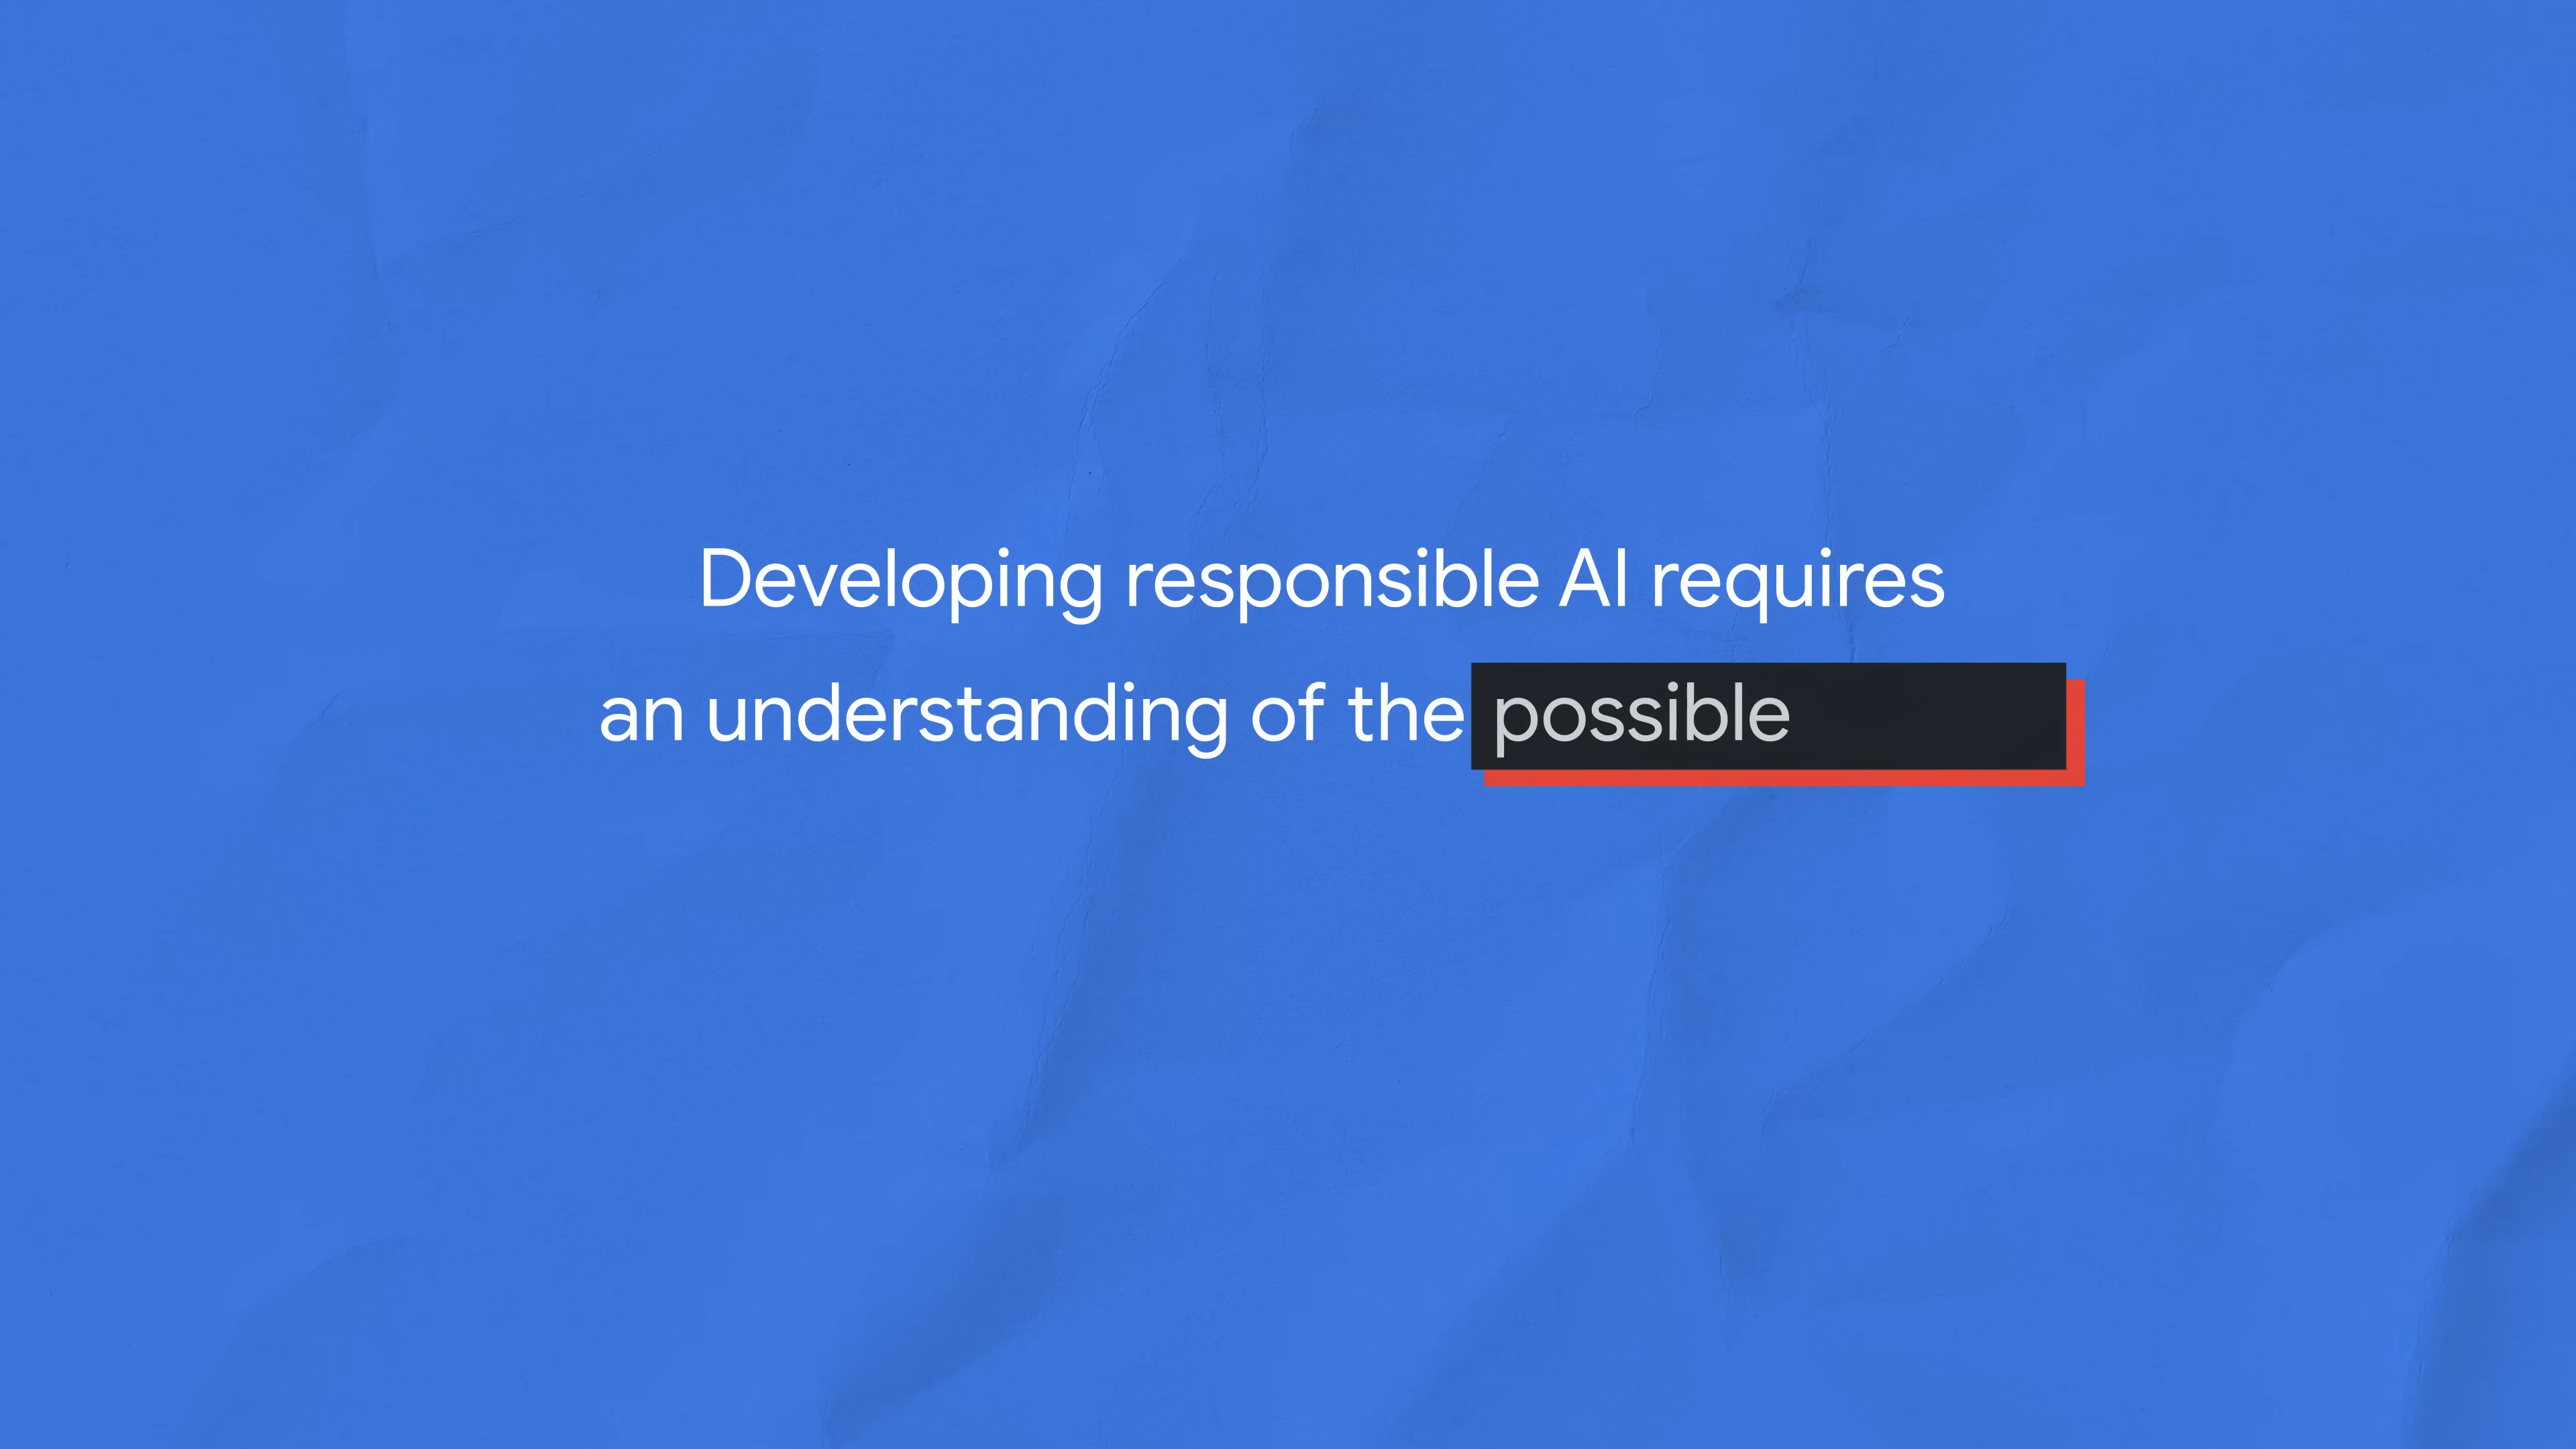 Developing responsible AI requires
an understanding of the possible